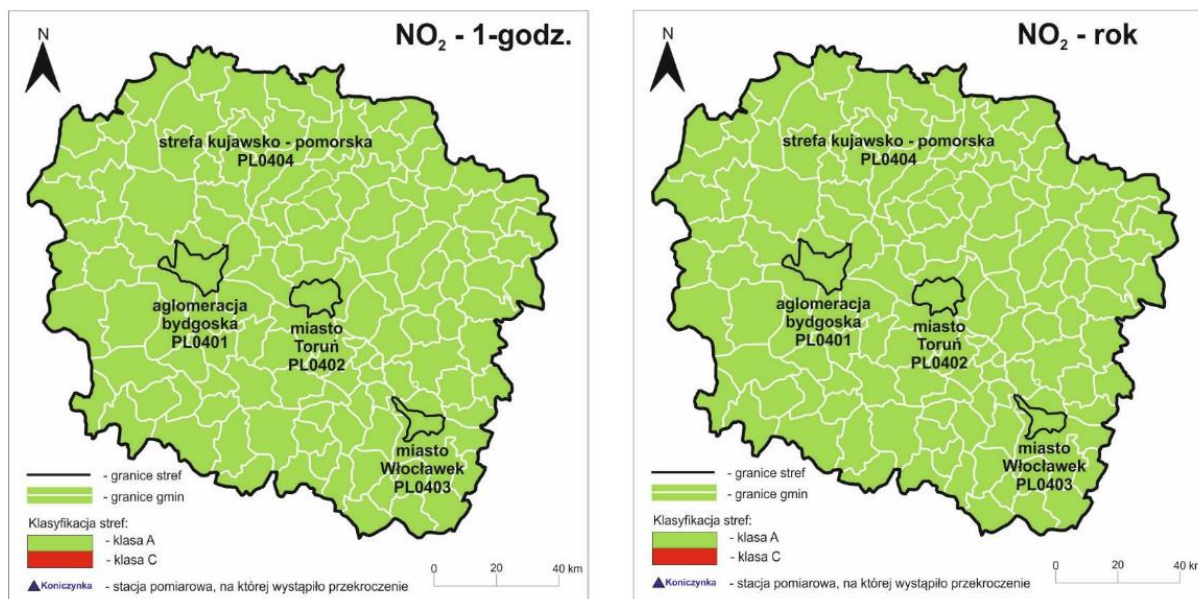 NO₂ - 1-godz.
N
strefa kujawsko - pomorska
PL0404
aglomeracja
bydgoska
PL0401
miasto
Toruń
PL0402
miasto
Włocławek
PL0403
- granice stref
- granice gmin
Klasyfikacja stref:
- klasa A
- klasa C
Koniczynka - stacja pomiarowa, na której wystąpiło przekroczenie
0 20 40 km
NO₂ - rok
N
strefa kujawsko - pomorska
PL0404
aglomeracja
bydgoska
PL0401
miasto
Toruń
PL0402
miasto
Włocławek
PL0403
- granice stref
- granice gmin
Klasyfikacja stref:
- klasa A
- klasa C
Koniczynka - stacja pomiarowa, na której wystąpiło przekroczenie
0 20 40 km